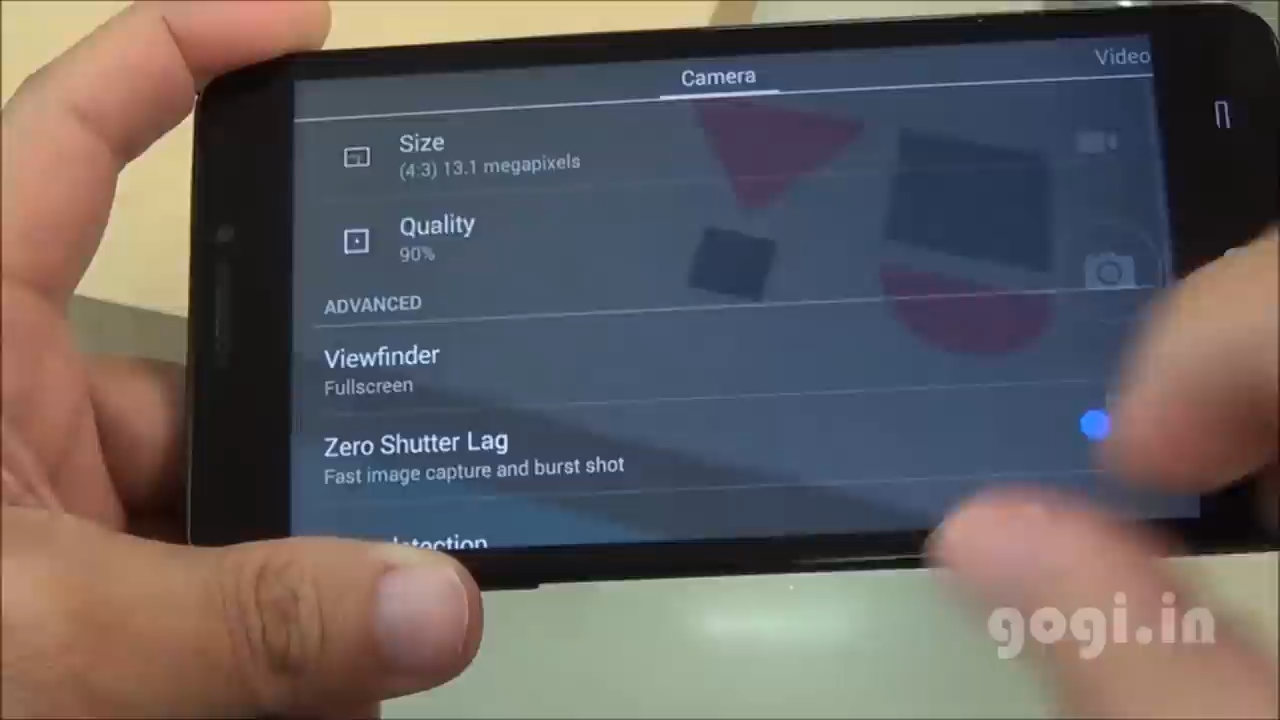 Camera
Video
Size
(4:3) 13.1 megapixels
Quality
90%
ADVANCED
Viewfinder
Fullscreen
Zero Shutter Lag
Fast image capture and burst shot
detection
gogi.in